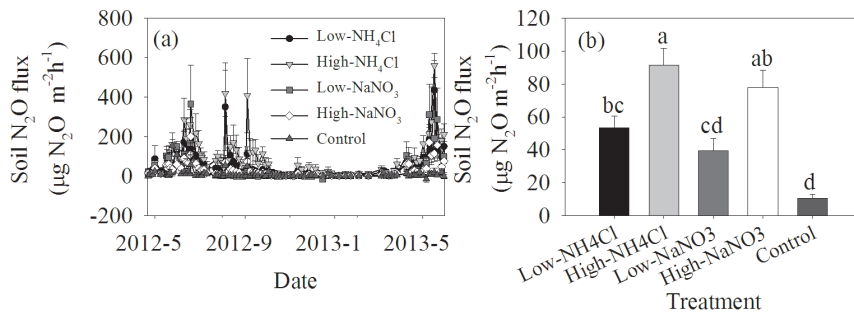 Soil N₂O flux
(µg N₂O m⁻²h⁻¹)
800
600
400
200
0
-200
(a)
Low-NH₄Cl
High-NH₄Cl
Low-NaNO₃
High-NaNO₃
Control
2012-5
2012-9
2013-1
2013-5
Date
Soil N₂O flux
(µg N₂O m⁻²h⁻¹)
120
100
80
60
40
20
0
(b)
bc
a
cd
ab
d
Low-NH4Cl
High-NH4Cl
Low-NaNO3
High-NaNO3
Control
Treatment